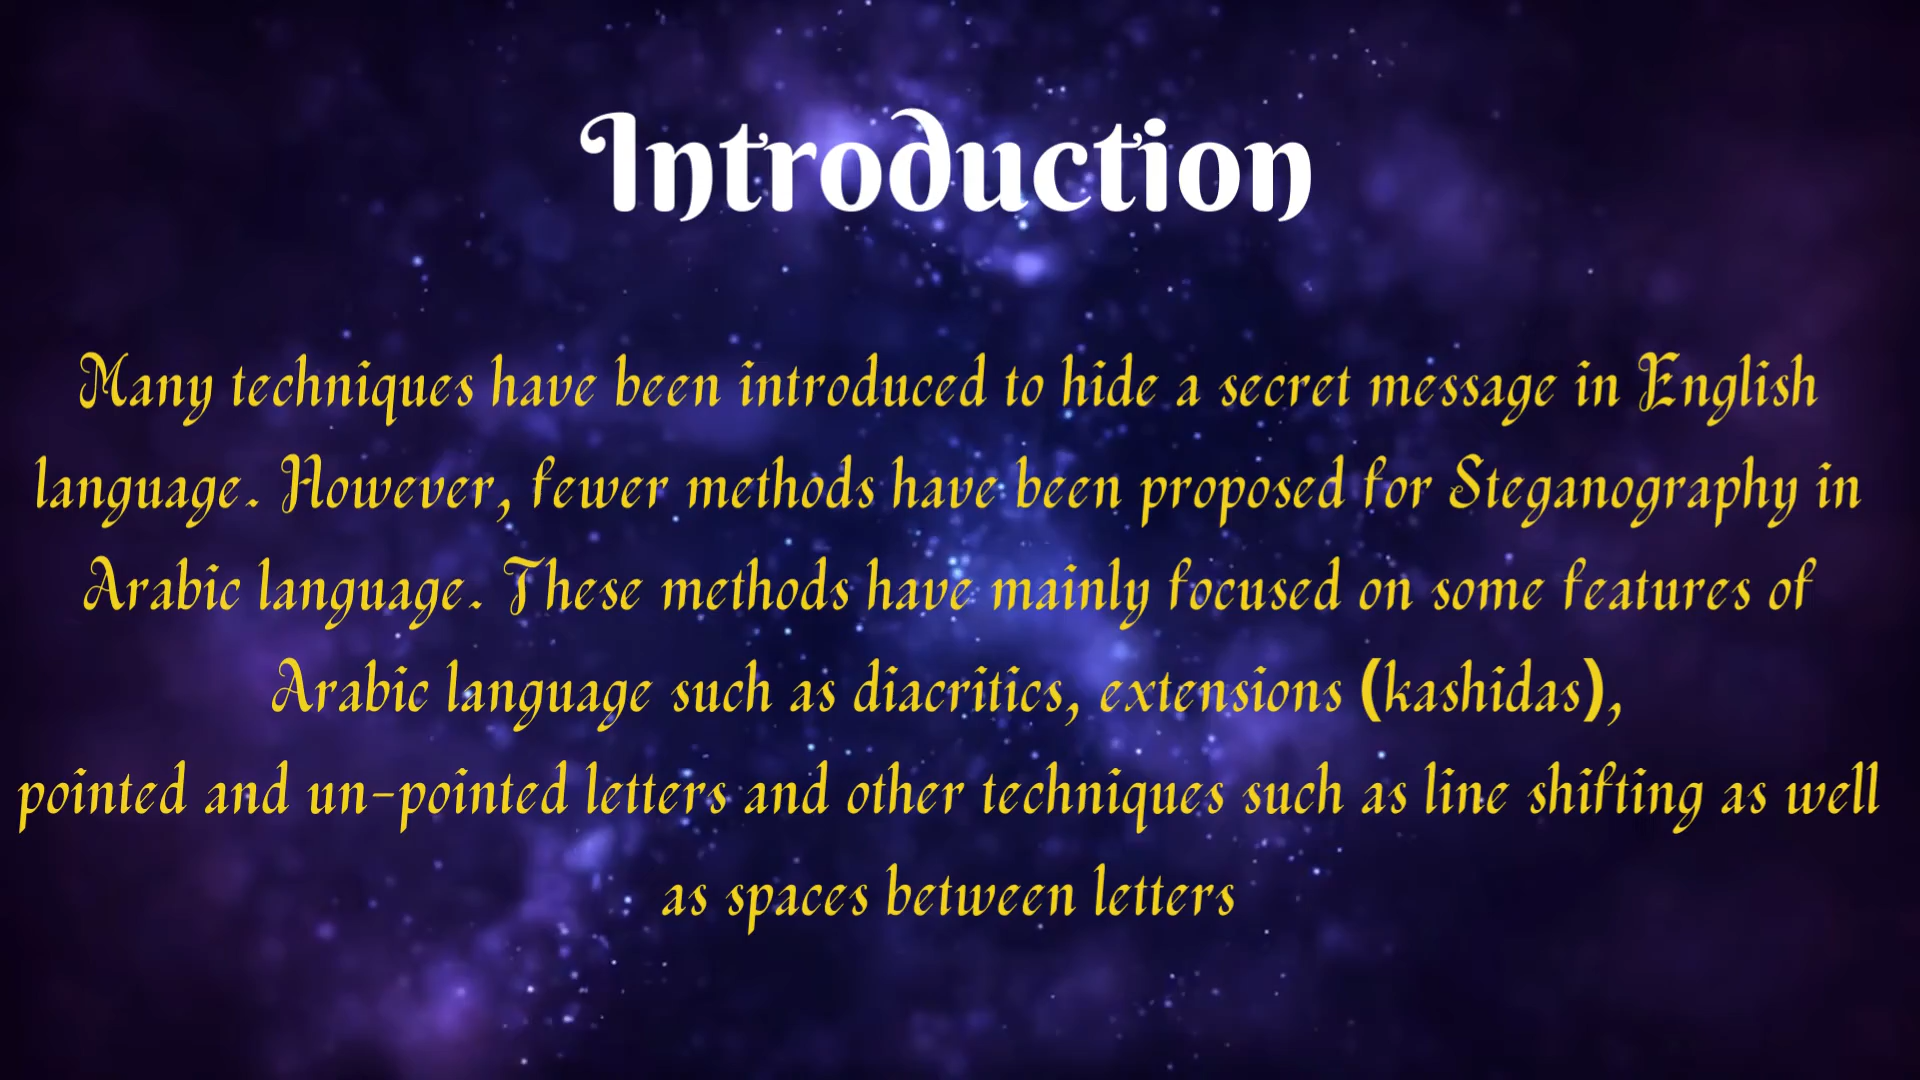 Introduction
Many techniques have been introduced to hide a secret message in English
language. However, fewer methods have been proposed for Steganography in
Arabic language. These methods have mainly focused on some features of
Arabic language such as diacritics, extensions (kashidas),
pointed and un-pointed letters and other techniques such as line shifting as well
as spaces between letters